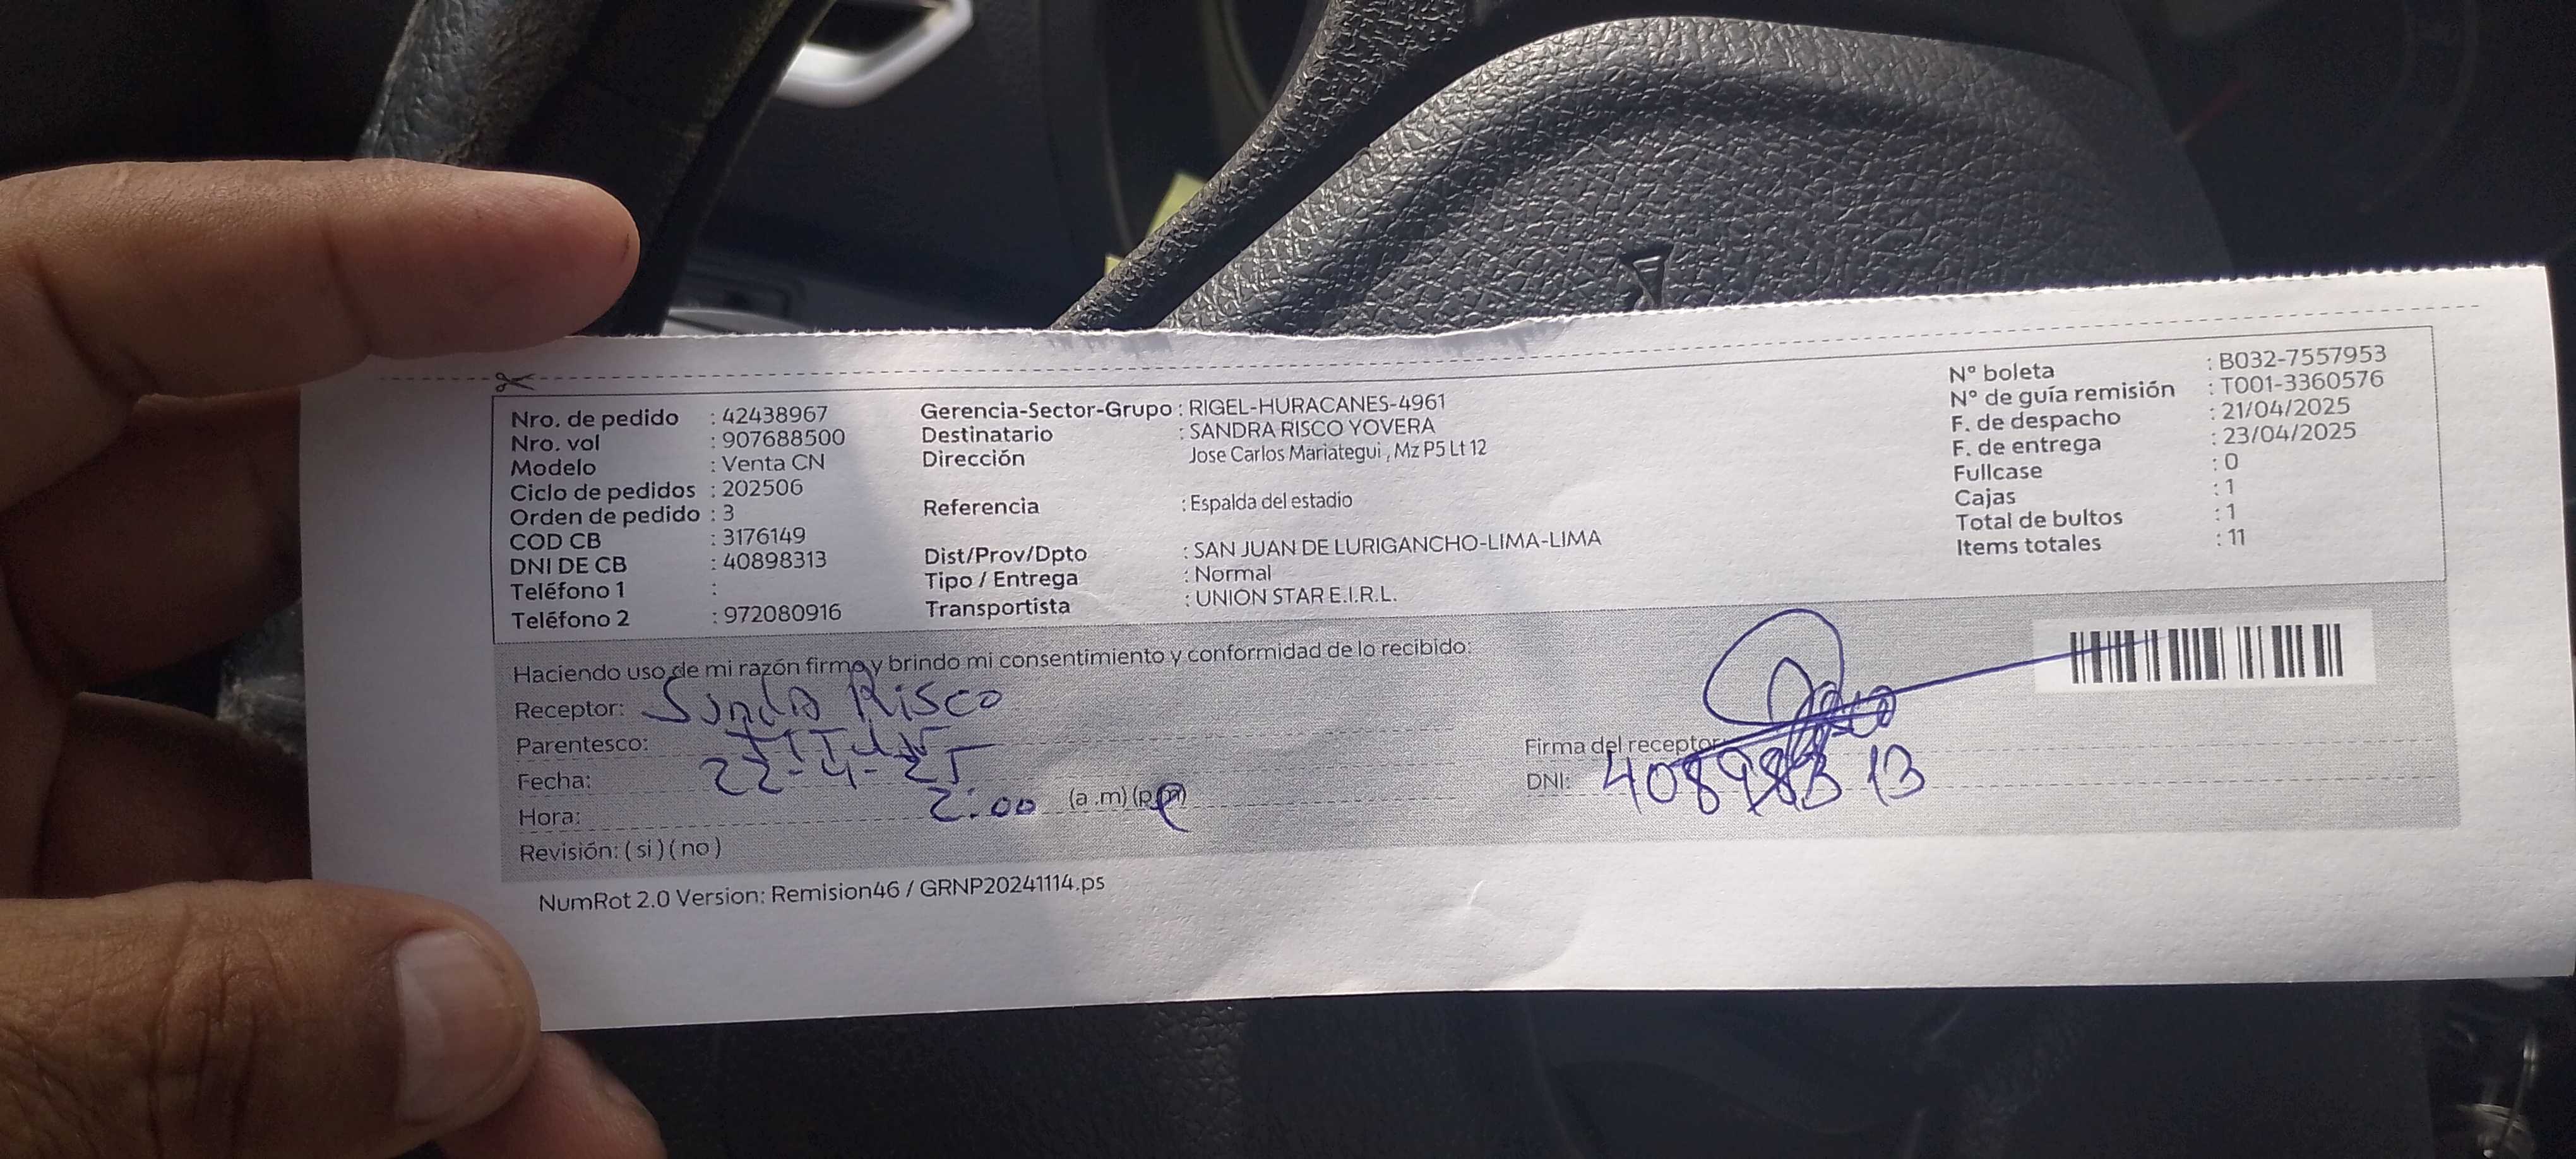 Nro. de pedido : 42438967
Nro. vol : 907688500
Modelo : Venta CN
Ciclo de pedidos : 202506
Orden de pedido : 3
COD CB : 3176149
DNI DE CB : 40898313
Teléfono 1 :
Teléfono 2 : 972080916
Gerencia-Sector-Grupo : RIGEL-HURACANES-4961
Destinatario : SANDRA RISCO YOVERA
Dirección Jose Carlos Mariategui , Mz P5 Lt 12
Referencia : Espalda del estadio
Dist/Prov/Dpto : SAN JUAN DE LURIGANCHO-LIMA-LIMA
Tipo / Entrega : Normal
Transportista : UNION STAR E.I.R.L.
N° boleta : B032-7557953
N° de guía remisión : T001-3360576
F. de despacho : 21/04/2025
F. de entrega : 23/04/2025
Fullcase : 0
Cajas : 1
Total de bultos : 1
Items totales : 11
Haciendo uso de mi razón firmo y brindo mi consentimiento y conformidad de lo recibido:
Receptor: Risco
Parentesco:
Fecha: 22-4-25
Hora: 2:00 (a .m) (p.m)
Revisión: ( si ) ( no )
Firma del receptor:
DNI: 40898313
NumRot 2.0 Version: Remision46 / GRNP20241114.ps